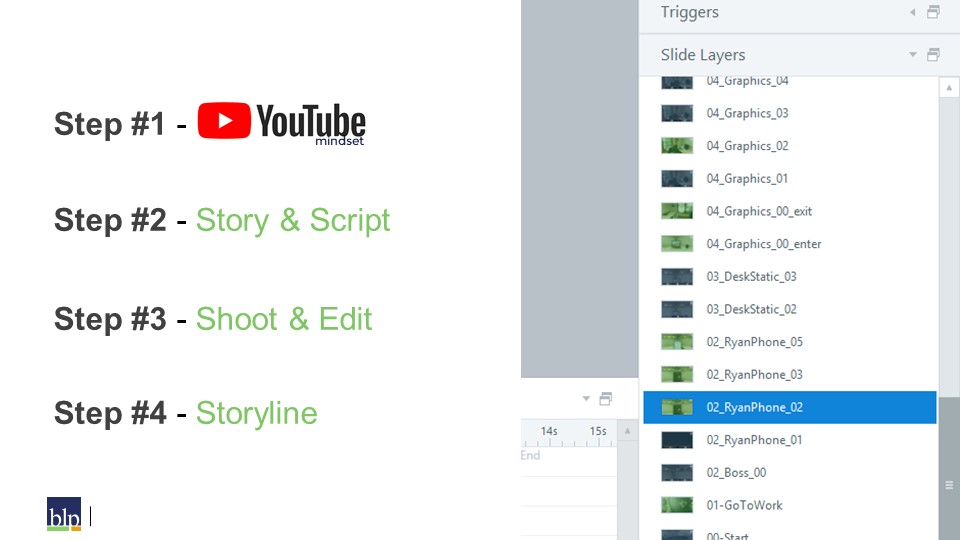 Step #1 - YouTube
mindset
Step #2 - Story & Script
Step #3 - Shoot & Edit
Step #4 - Storyline
blp
Triggers
Slide Layers
04_Graphics_04
04_Graphics_03
04_Graphics_02
04_Graphics_01
04_Graphics_00_exit
04_Graphics_00_enter
03_DeskStatic_03
03_DeskStatic_02
02_RyanPhone_05
02_RyanPhone_03
02_RyanPhone_02
02_RyanPhone_01
02_Boss_00
01-GoToWork
00-Start
14s 15s
End